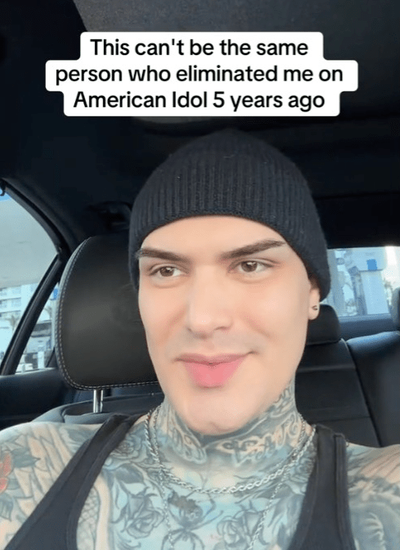 This can't be the same
person who eliminated me on
American Idol 5 years ago